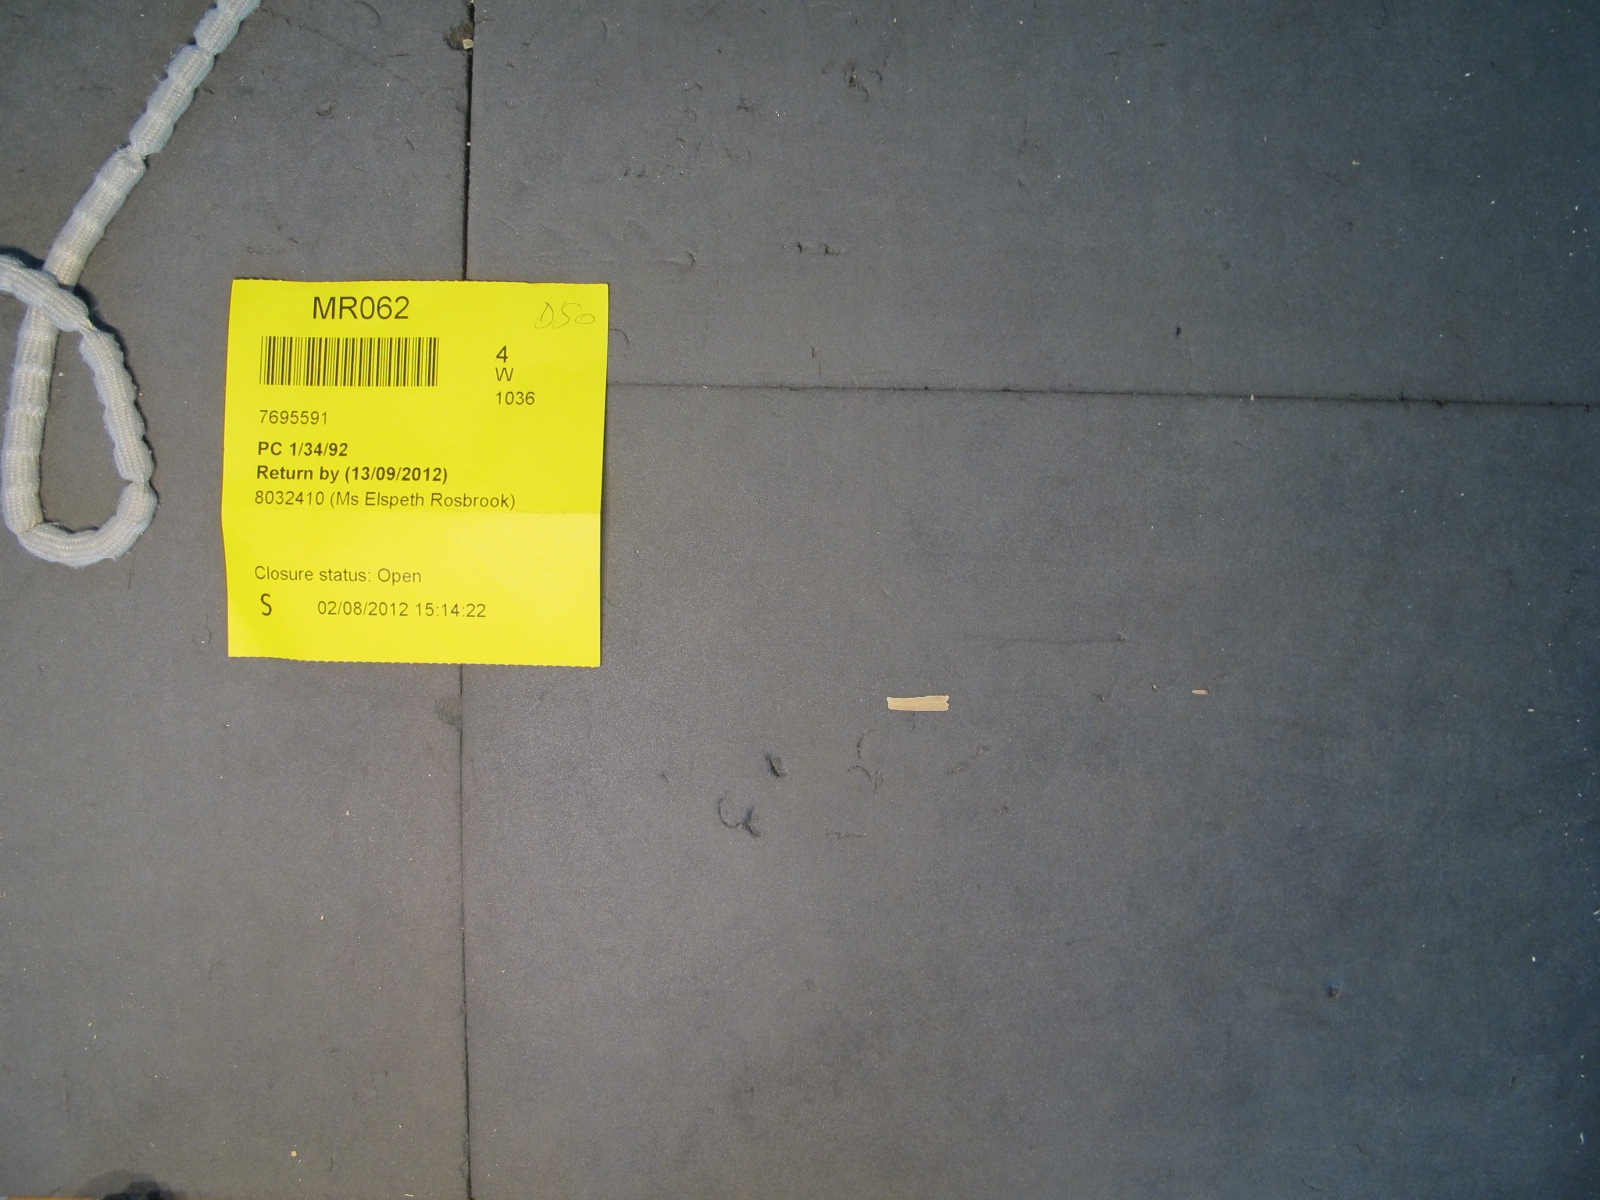 MR062
D50
4
W
1036
7695591
PC 1/34/92
Return by (13/09/2012)
8032410 (Ms Elspeth Rosbrook)
Closure status: Open
S 02/08/2012 15:14:22